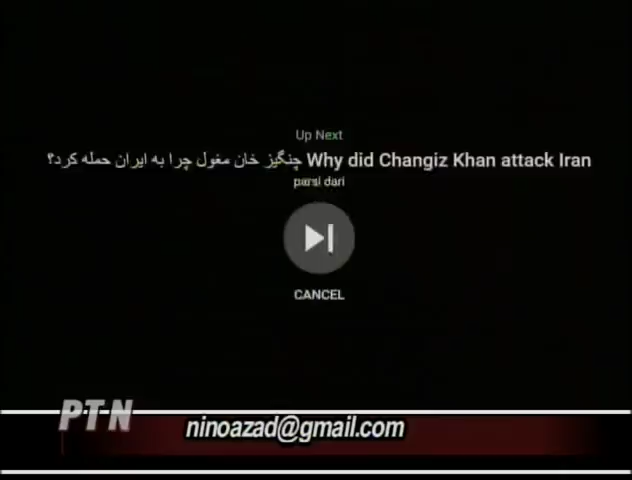 Up Next
چنگیز خان مغول چرا به ایران حمله کرد؟ Why did Changiz Khan attack Iran
parsi dari
CANCEL
PTN
ninoazad@gmail.com